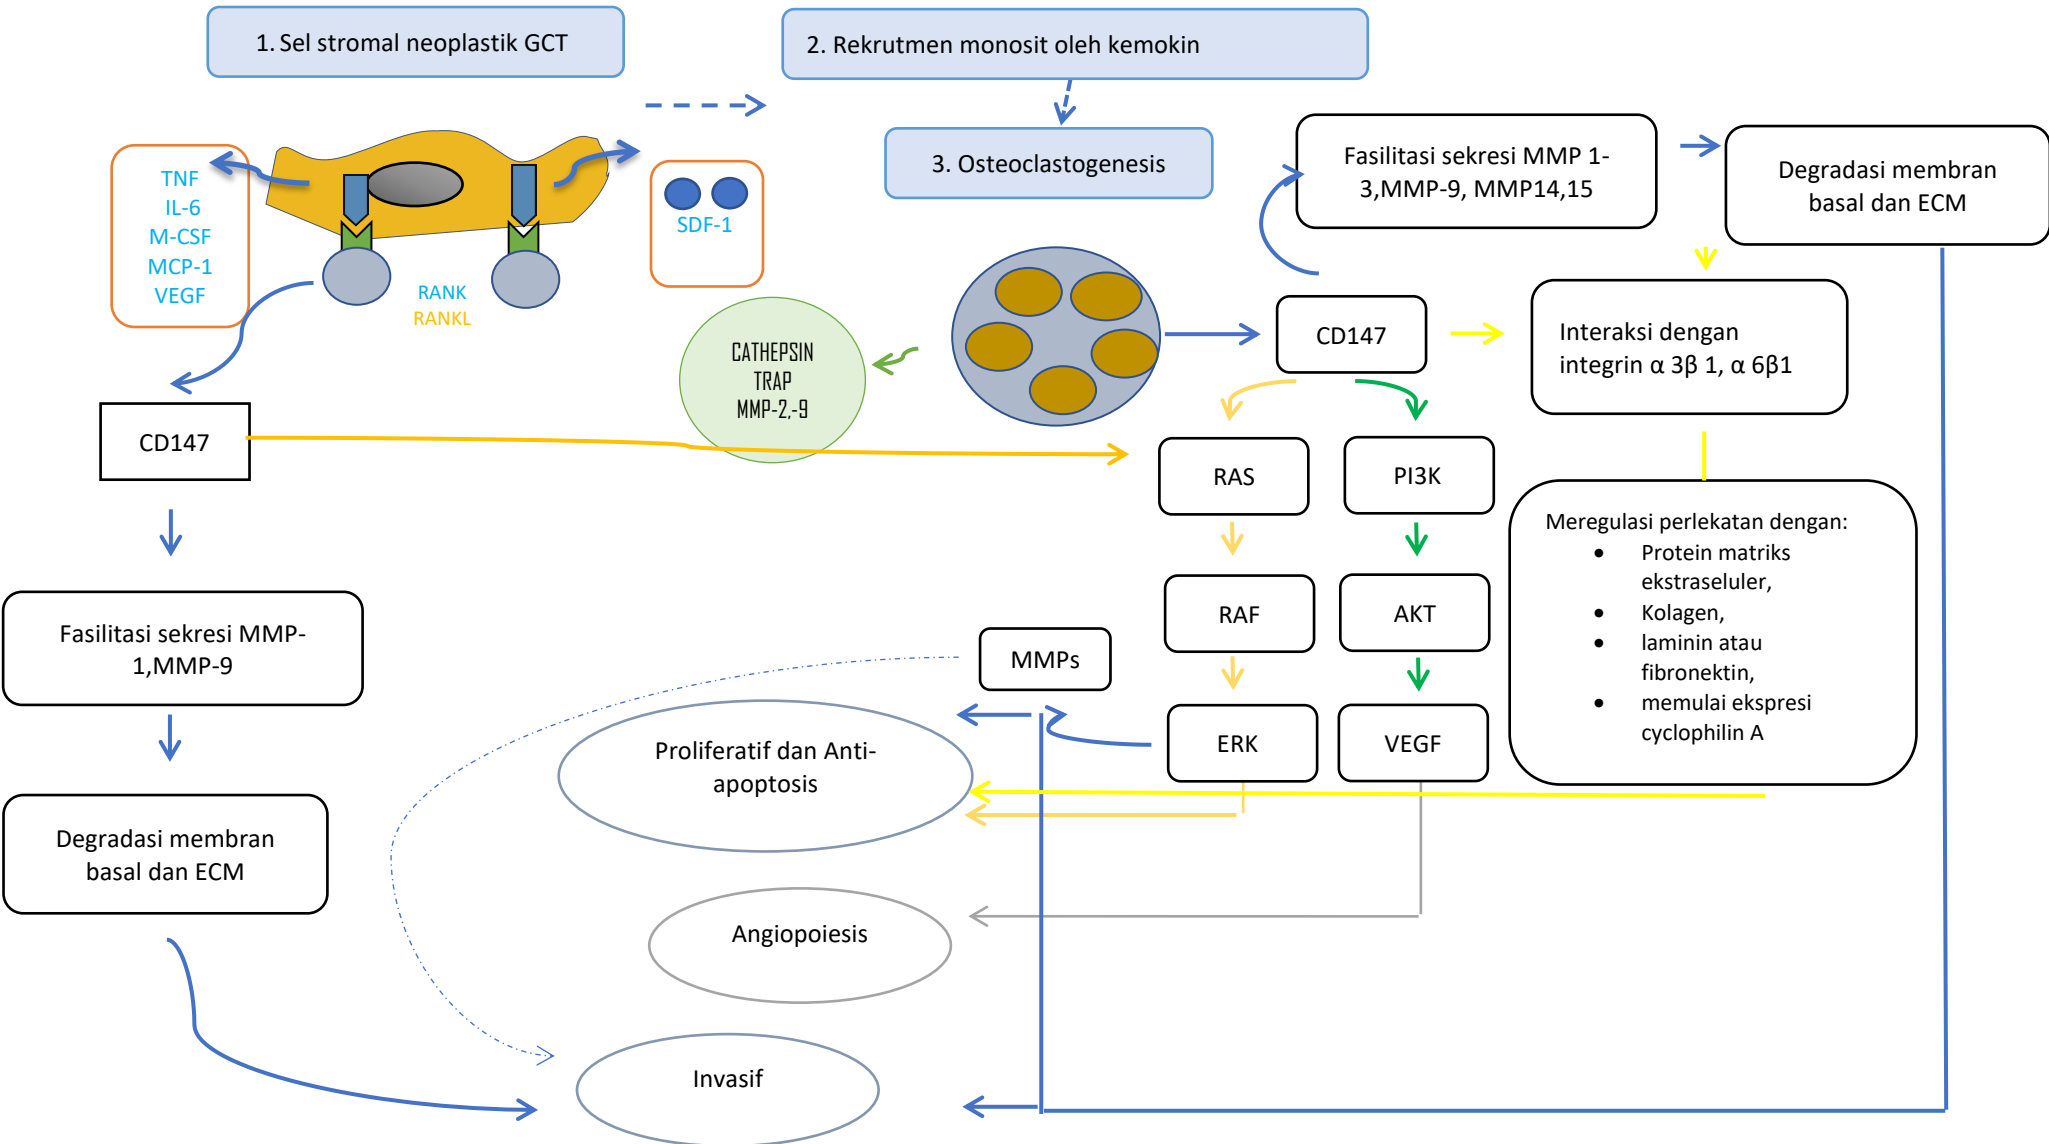 1. Sel stromal neoplastik GCT
2. Rekrutmen monosit oleh kemokin
3. Osteoclastogenesis
Fasilitasi sekresi MMP 1-
3,MMP-9, MMP14,15
Degradasi membran
basal dan ECM
TNF
IL-6
M-CSF
MCP-1
VEGF
SDF-1
RANK
RANKL
CATHEPSIN
TRAP
MMP-2,-9
CD147
Interaksi dengan
integrin α 3β 1, α 6β1
CD147
RAS
PI3K
Meregulasi perlekatan dengan:
• Protein matriks
ekstraseluler,
• Kolagen,
• laminin atau
fibronektin,
• memulai ekspresi
cyclophilin A
Fasilitasi sekresi MMP-
1,MMP-9
RAF
AKT
MMPs
ERK
VEGF
Proliferatif dan Anti-
apoptosis
Degradasi membran
basal dan ECM
Angiopoiesis
Invasif